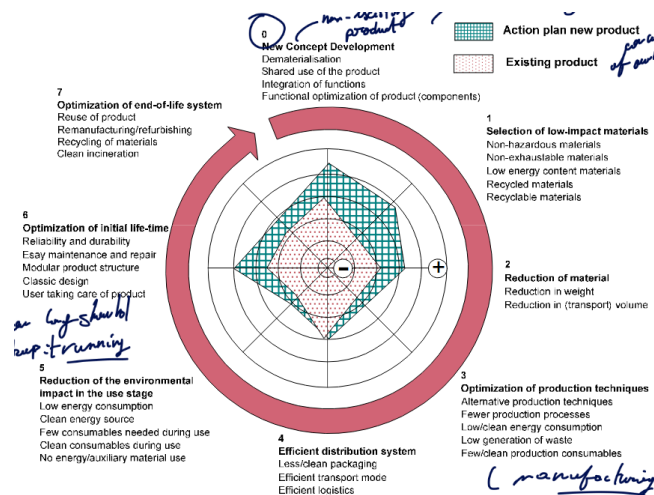 non-existing
product
0
New Concept Development
Dematerialisation
Shared use of the product
Integration of functions
Functional optimization of product (components)
Action plan new product
Existing product
7
Optimization of end-of-life system
Reuse of product
Remanufacturing/refurbishing
Recycling of materials
Clean incineration
1
Selection of low-impact materials
Non-hazardous materials
Non-exhaustable materials
Low energy content materials
Recycled materials
Recyclable materials
6
Optimization of initial life-time
Reliability and durability
Esay maintenance and repair
Modular product structure
Classic design
User taking care of product
long should
running
2
Reduction of material
Reduction in weight
Reduction in (transport) volume
5
Reduction of the environmental
impact in the use stage
Low energy consumption
Clean energy source
Few consumables needed during use
Clean consumables during use
No energy/auxiliary material use
3
Optimization of production techniques
Alternative production techniques
Fewer production processes
Low/clean energy consumption
Low generation of waste
Few/clean production consumables
(manufacturing
4
Efficient distribution system
Less/clean packaging
Efficient transport mode
Efficient logistics
−
+